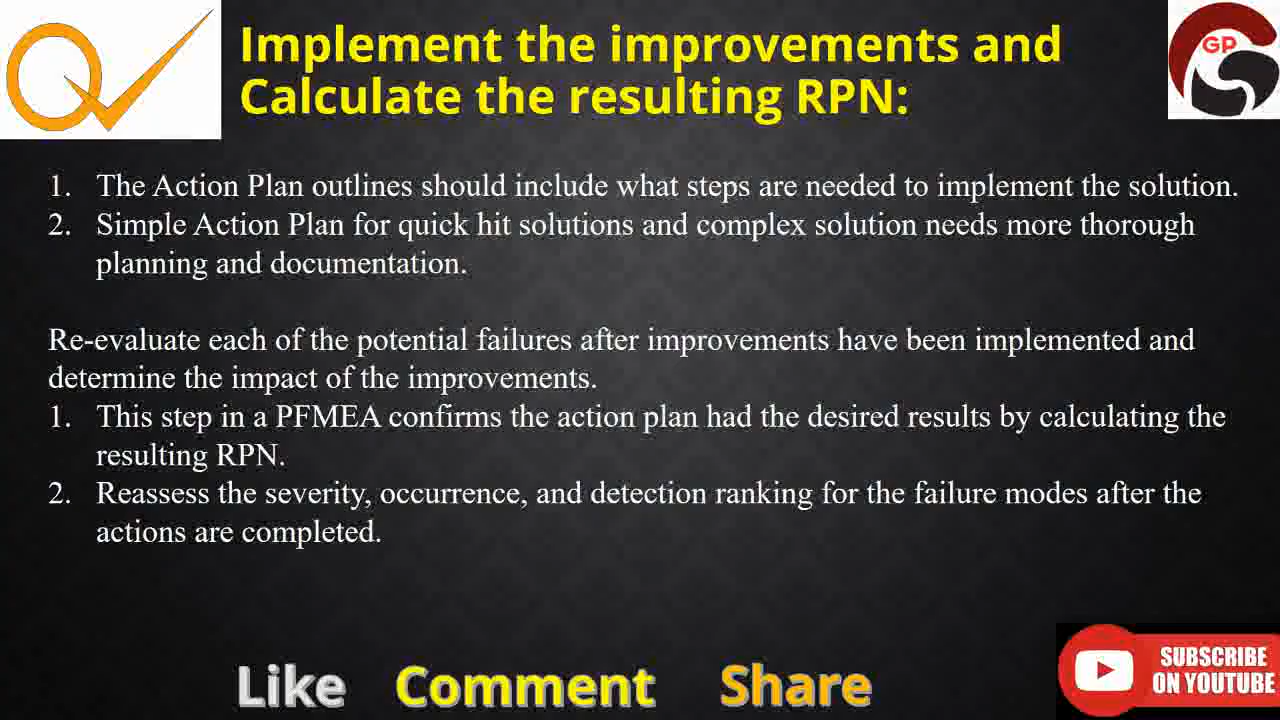 Implement the improvements and
Calculate the resulting RPN:
GP
1. The Action Plan outlines should include what steps are needed to implement the solution.
2. Simple Action Plan for quick hit solutions and complex solution needs more thorough
planning and documentation.
Re-evaluate each of the potential failures after improvements have been implemented and
determine the impact of the improvements.
1. This step in a PFMEA confirms the action plan had the desired results by calculating the
resulting RPN.
2. Reassess the severity, occurrence, and detection ranking for the failure modes after the
actions are completed.
Like Comment Share
SUBSCRIBE
ON YOUTUBE